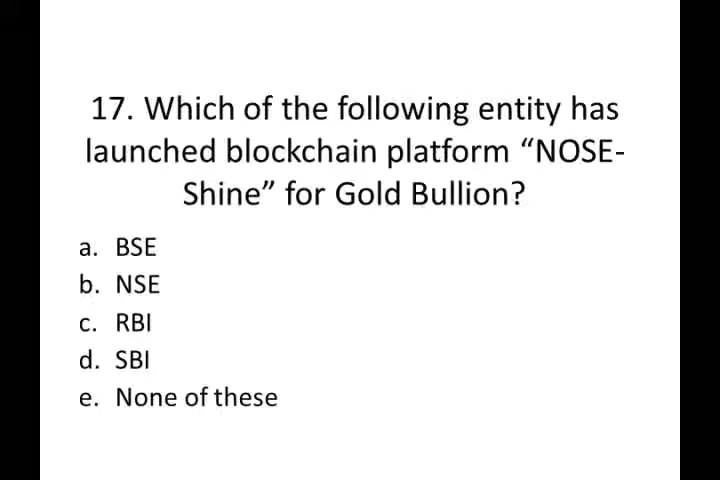 17. Which of the following entity has
launched blockchain platform “NOSE-
Shine” for Gold Bullion?
a. BSE
b. NSE
c. RBI
d. SBI
e. None of these